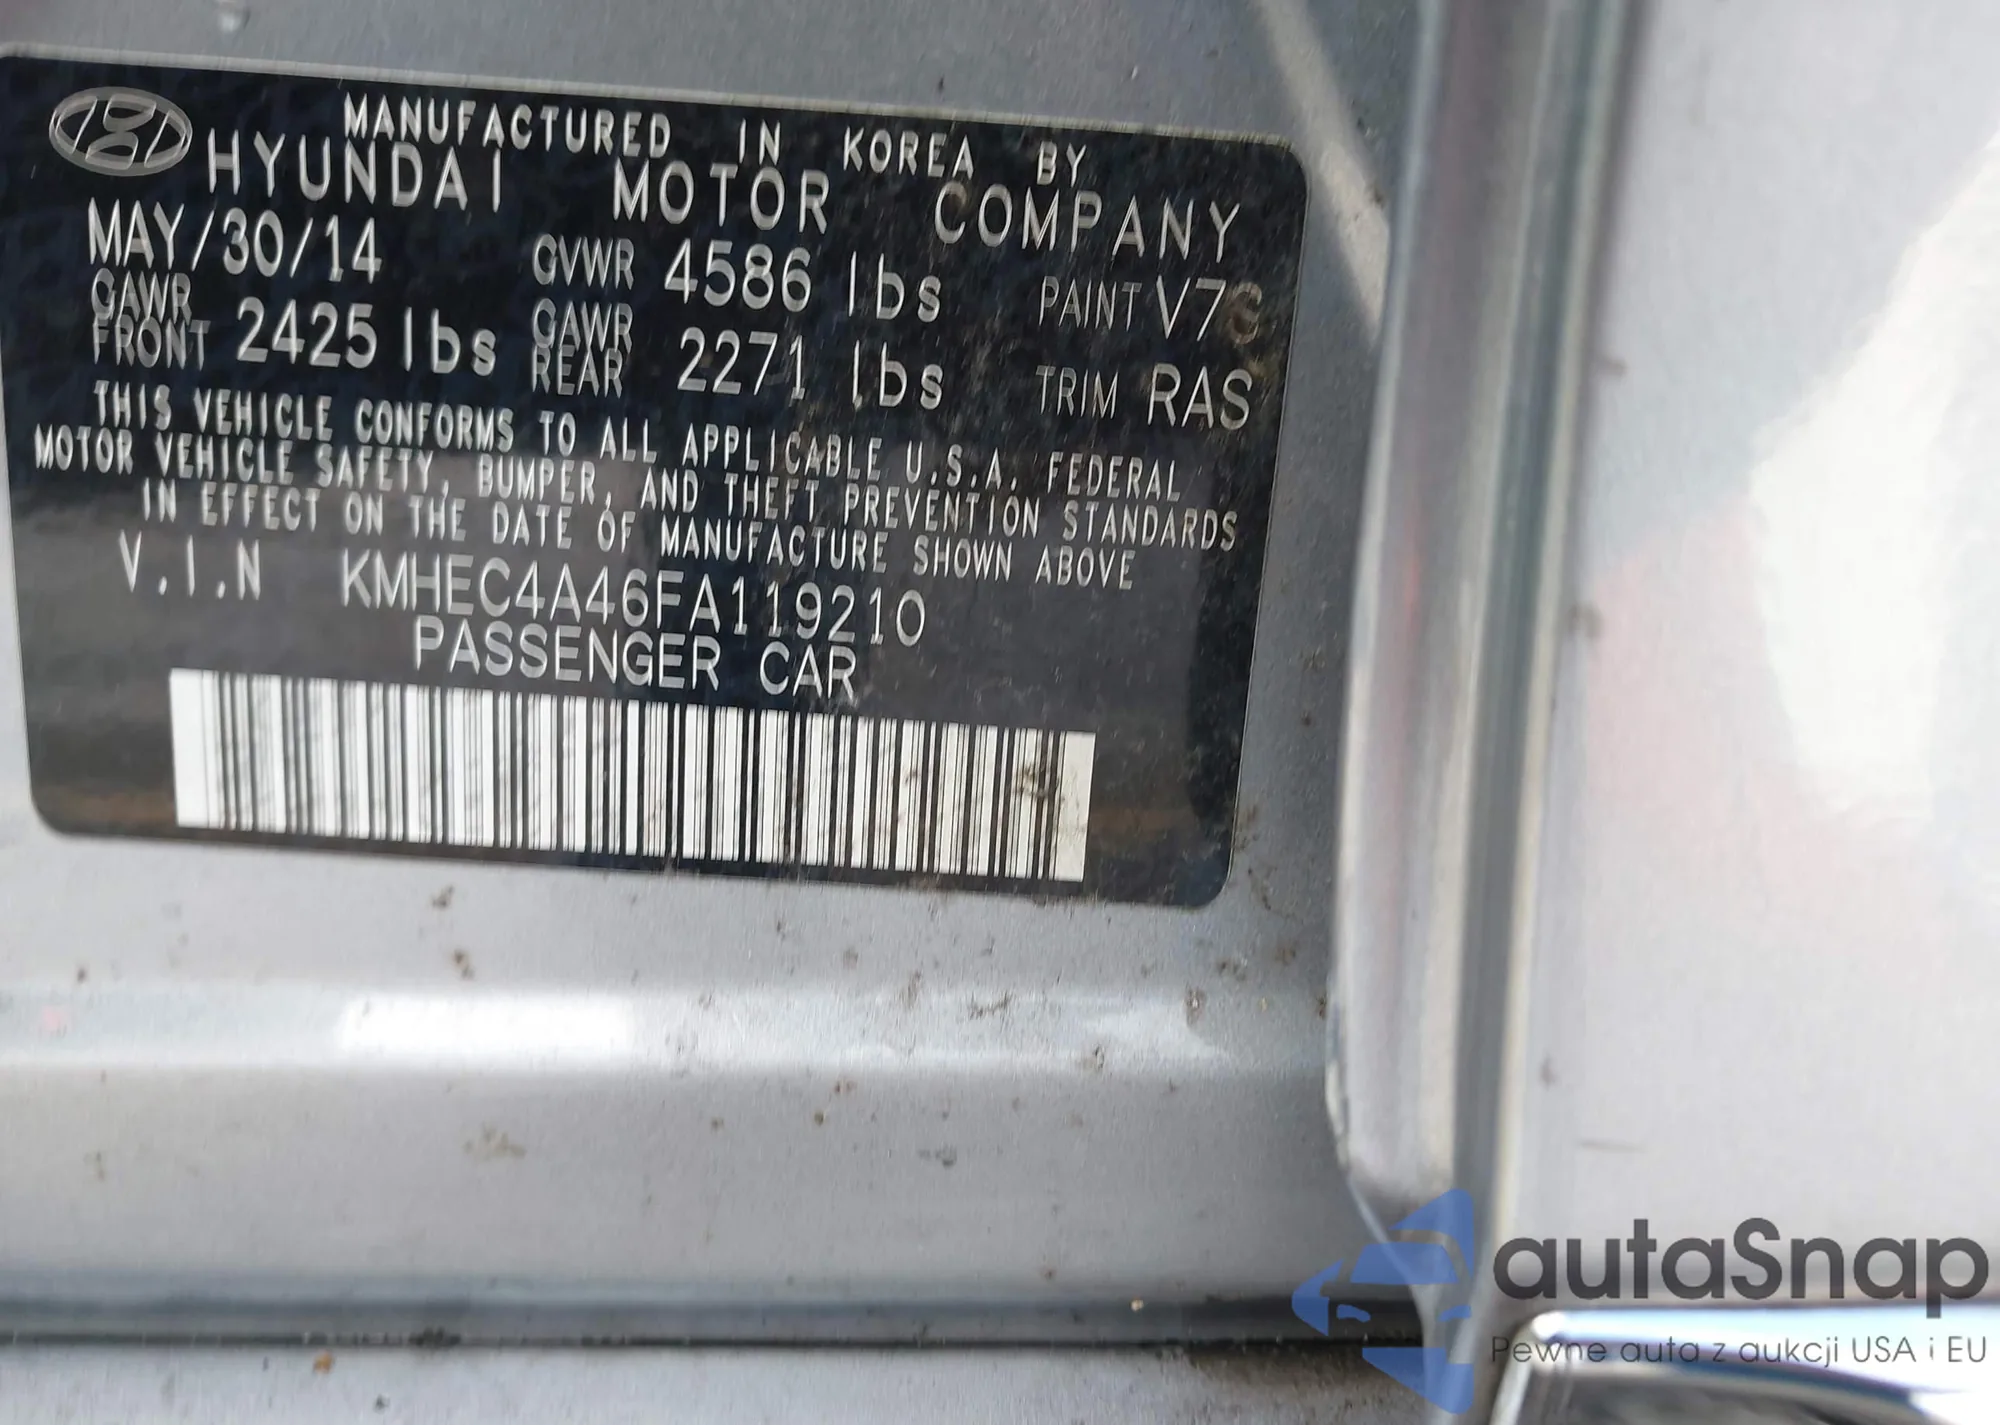 MANUFACTURED IN KOREA BY
HYUNDAI MOTOR COMPANY
MAY/30/14 GVWR 4586 lbs PAINT V7S
GAWR FRONT 2425 lbs GAWR REAR 2271 lbs TRIM RAS
THIS VEHICLE CONFORMS TO ALL APPLICABLE U.S.A. FEDERAL
MOTOR VEHICLE SAFETY, BUMPER, AND THEFT PREVENTION STANDARDS
IN EFFECT ON THE DATE OF MANUFACTURE SHOWN ABOVE
V.I.N KMHEC4A46FA119210
PASSENGER CAR
autaSnap
Pewne auta z aukcji USA i EU